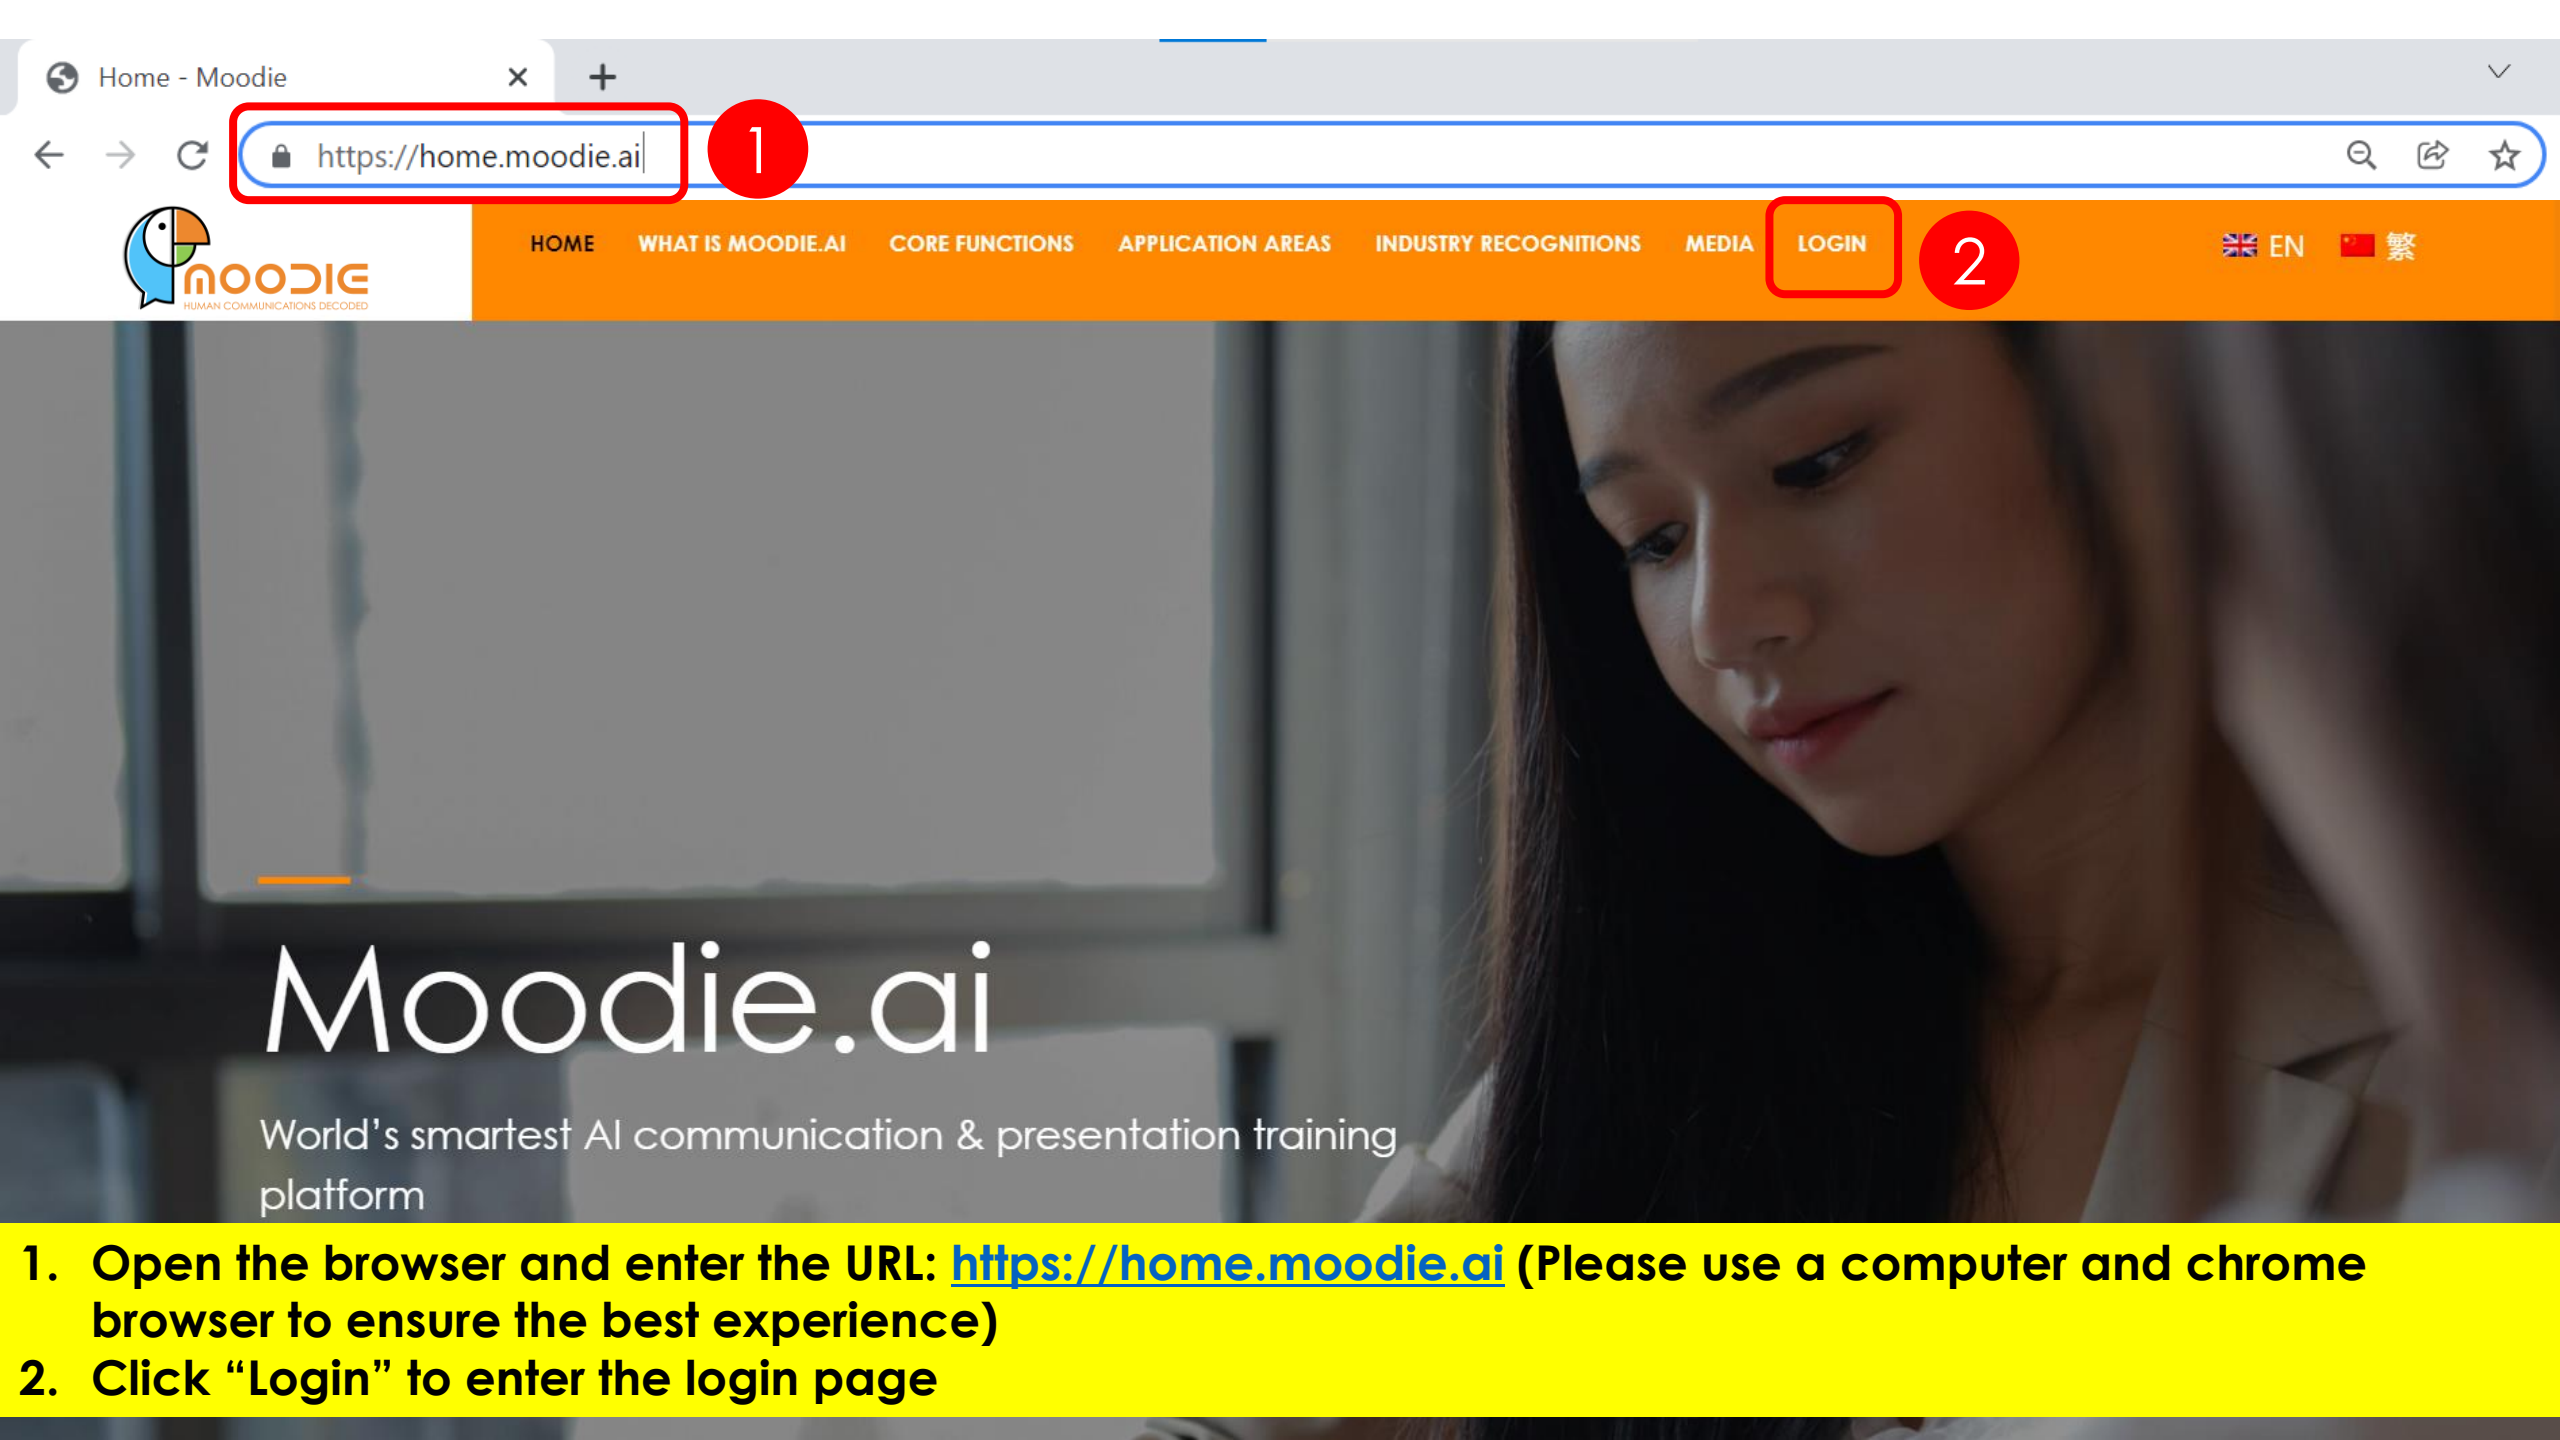 Home - Moodie
https://home.moodie.ai
1
MOODIE
HUMAN COMMUNICATIONS DECODED
HOME WHAT IS MOODIE.AI CORE FUNCTIONS APPLICATION AREAS INDUSTRY RECOGNITIONS MEDIA LOGIN 2 EN 繁
Moodie.ai
World's smartest AI communication & presentation training
platform
1. Open the browser and enter the URL: https://home.moodie.ai (Please use a computer and chrome
browser to ensure the best experience)
2. Click “Login” to enter the login page